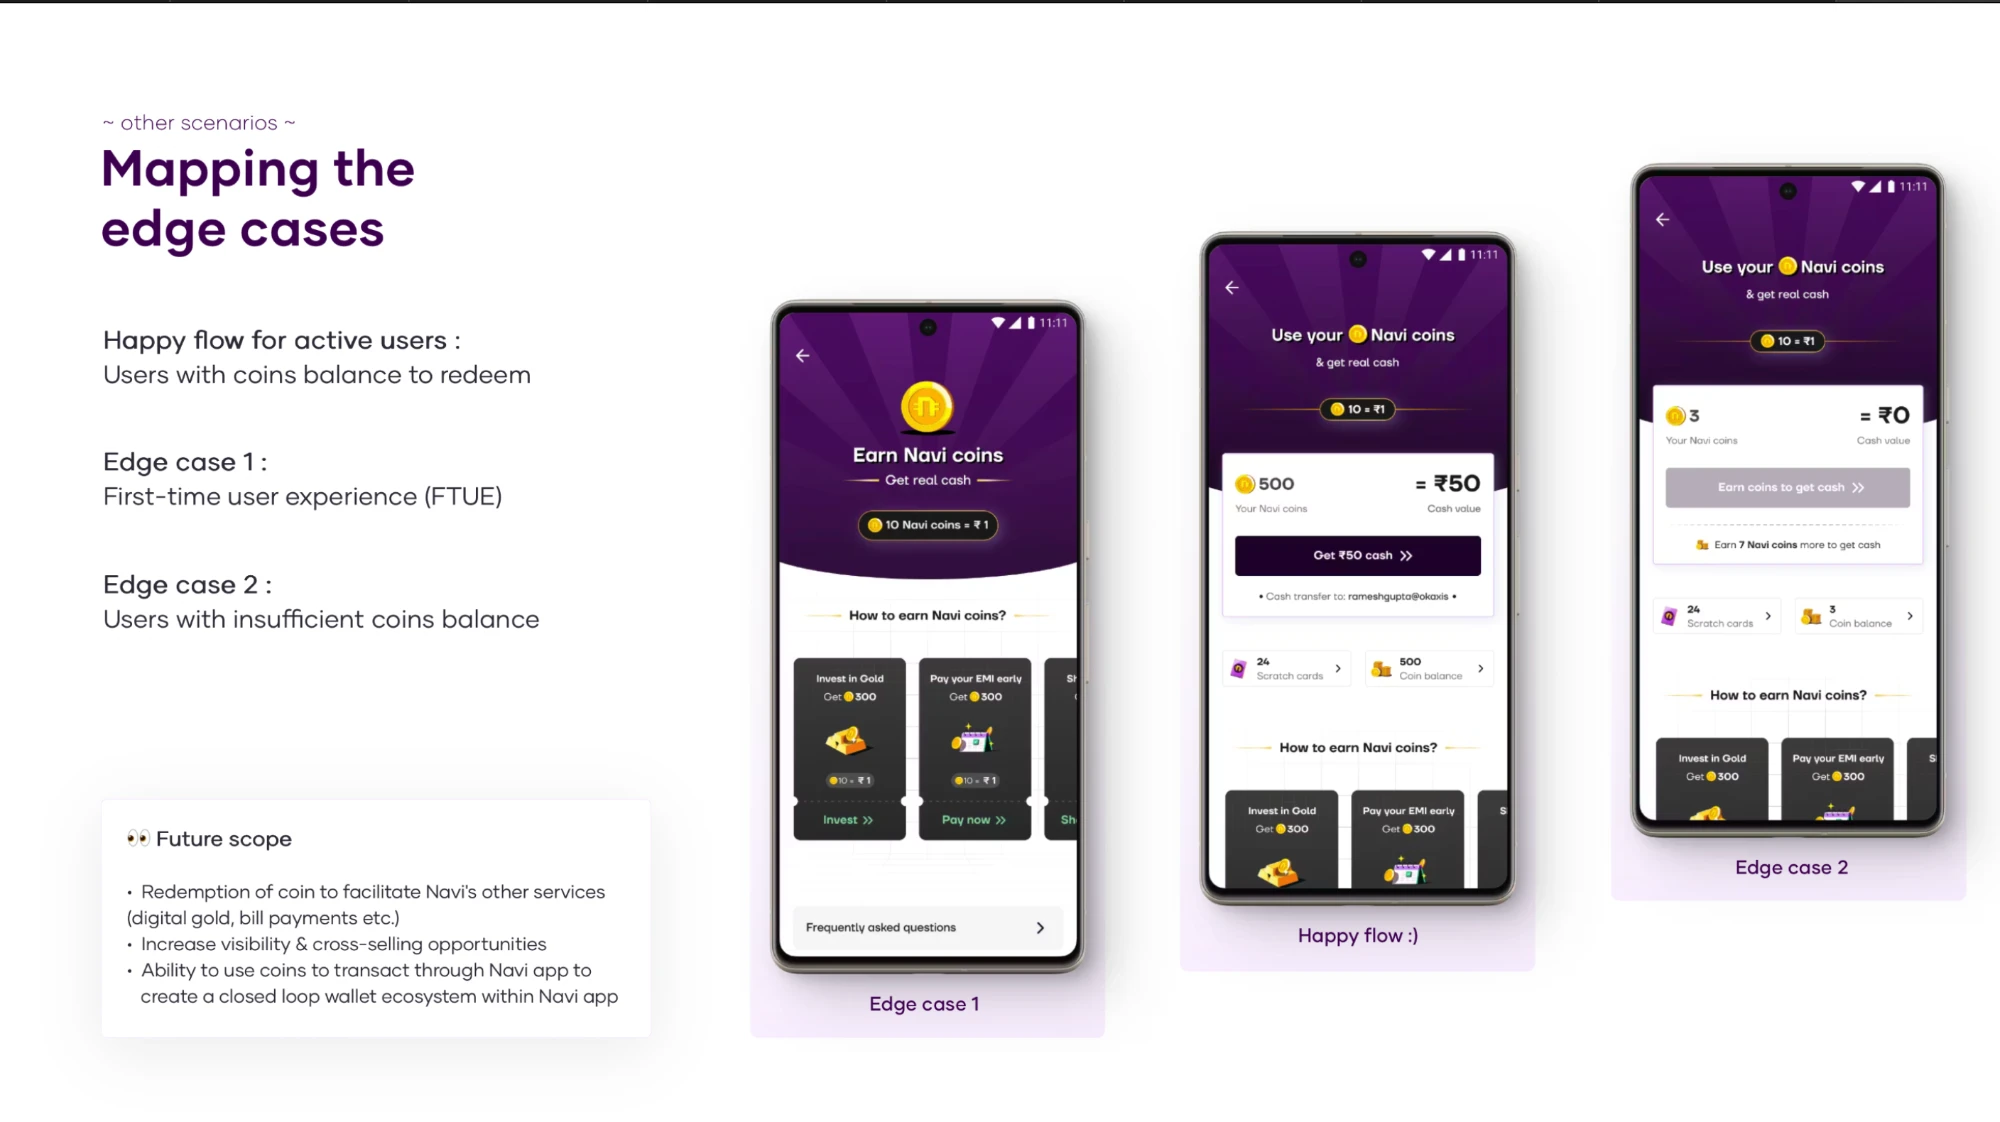 ~ other scenarios ~
Mapping the
edge cases
Happy flow for active users :
Users with coins balance to redeem
Edge case 1 :
First-time user experience (FTUE)
Edge case 2 :
Users with insufficient coins balance
👀 Future scope
• Redemption of coin to facilitate Navi's other services
(digital gold, bill payments etc.)
• Increase visibility & cross-selling opportunities
• Ability to use coins to transact through Navi app to
create a closed loop wallet ecosystem within Navi app
11:11
Earn Navi coins
Get real cash
10 Navi coins = ₹ 1
How to earn Navi coins?
Invest in Gold
Get 300
10 = ₹ 1
Invest >>
Pay your EMI early
Get 300
10 = ₹ 1
Pay now >>
Sh
Frequently asked questions
Edge case 1
11:11
Use your Navi coins
& get real cash
10 = ₹1
500 = ₹50
Your Navi coins Cash value
Get ₹50 cash >>
• Cash transfer to: rameshgupta@okaxis •
24
Scratch cards
500
Coin balance
How to earn Navi coins?
Invest in Gold
Get 300
Pay your EMI early
Get 300
S
Happy flow :)
11:11
Use your Navi coins
& get real cash
10 = ₹1
3 = ₹0
Your Navi coins Cash value
Earn coins to get cash >>
Earn 7 Navi coins more to get cash
24
Scratch cards
3
Coin balance
How to earn Navi coins?
Invest in Gold
Get 300
Pay your EMI early
Get 300
S
Edge case 2